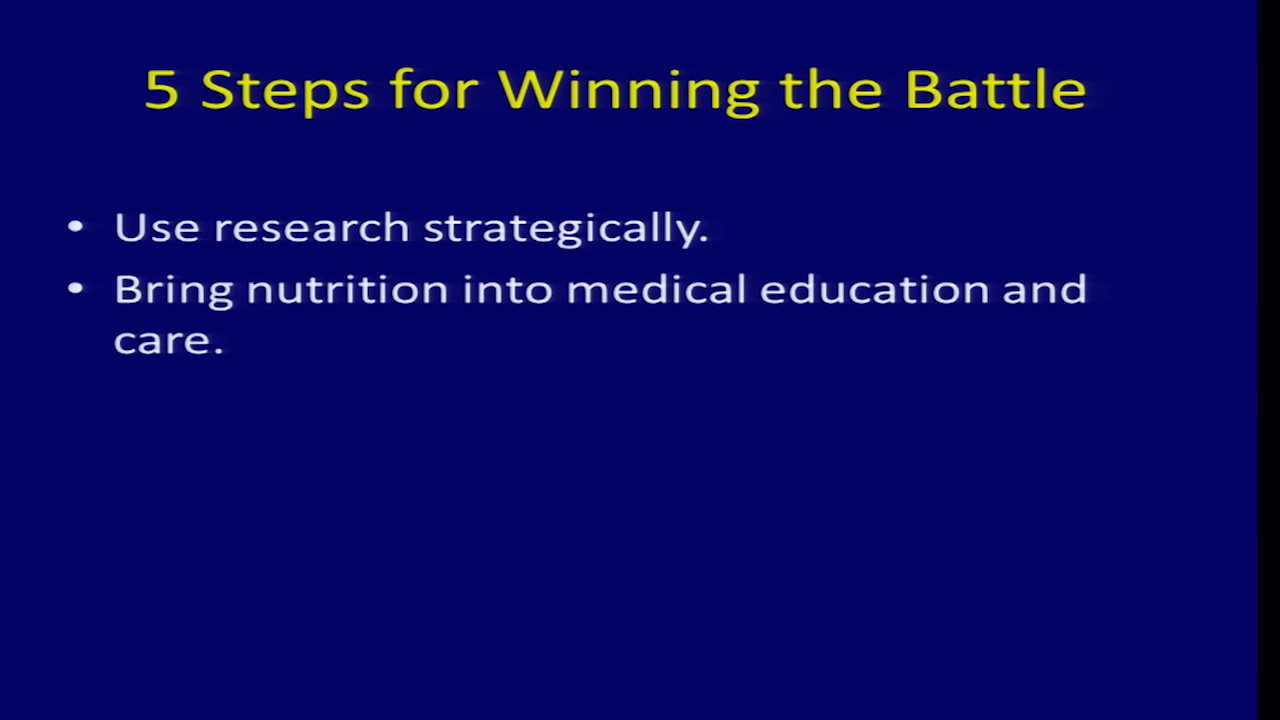 5 Steps for Winning the Battle
• Use research strategically.
• Bring nutrition into medical education and
care.